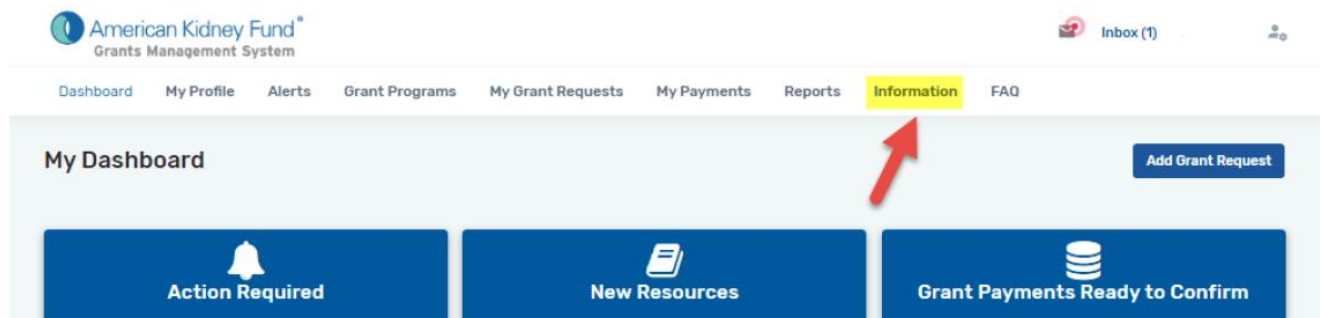 American Kidney Fund®
Grants Management System
Inbox (1)
Dashboard My Profile Alerts Grant Programs My Grant Requests My Payments Reports Information FAQ
My Dashboard
Add Grant Request
Action Required
New Resources
Grant Payments Ready to Confirm